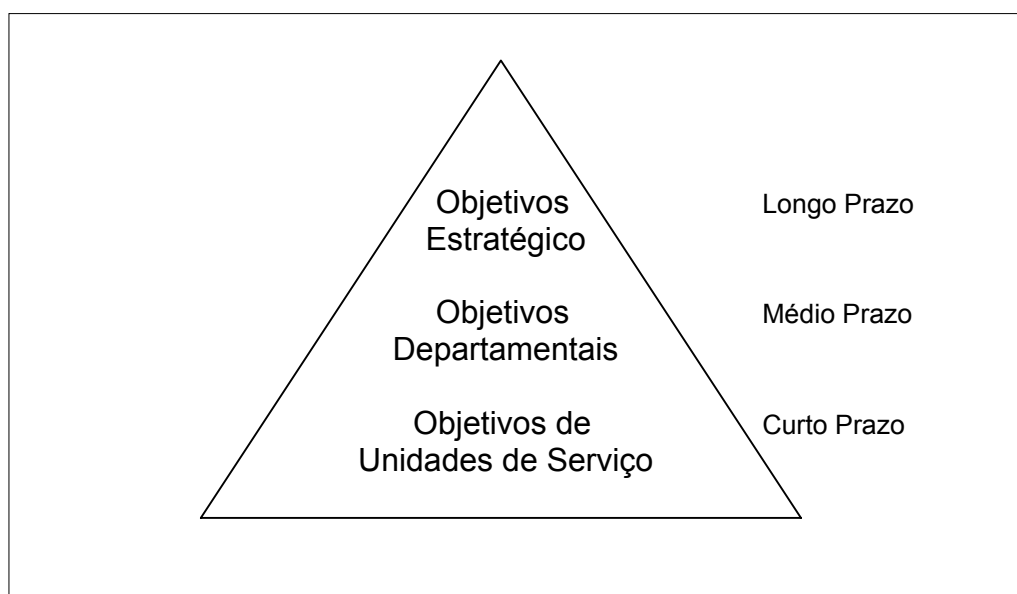 Objetivos
Estratégico
Longo Prazo
Objetivos
Departamentais
Médio Prazo
Objetivos de
Unidades de Serviço
Curto Prazo